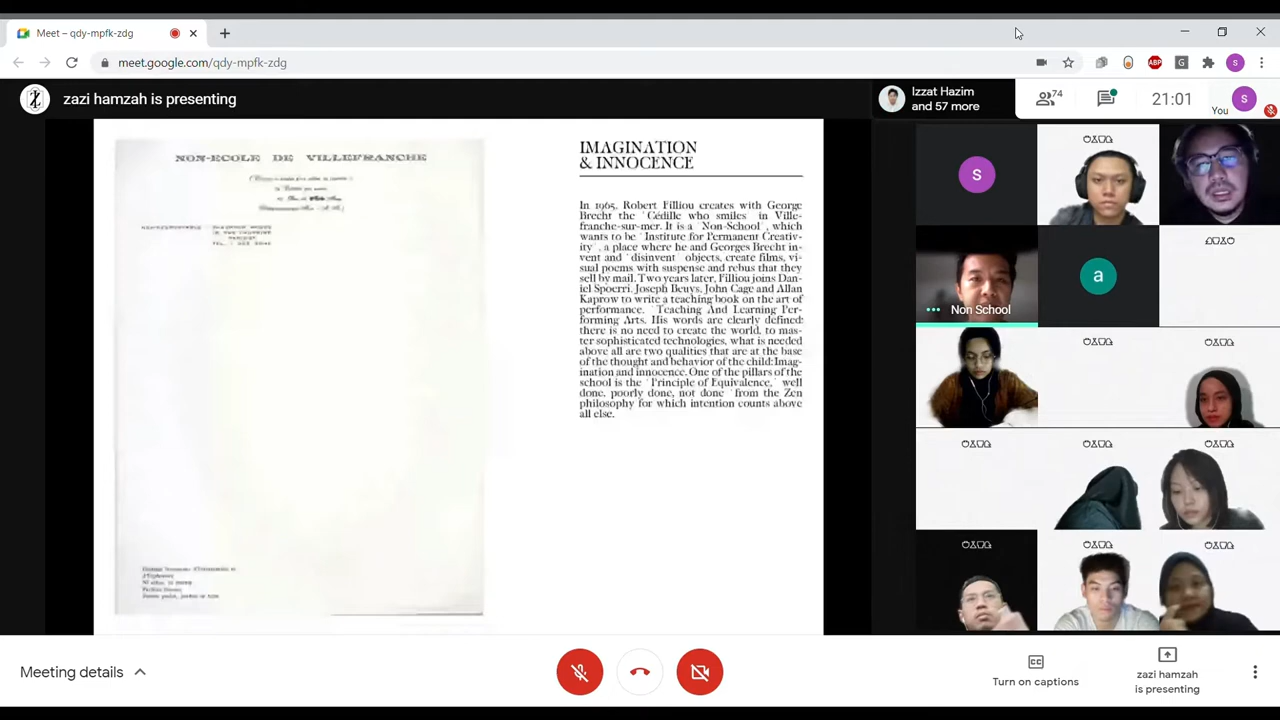 Meet – qdy-mpfk-zdg
meet.google.com/qdy-mpfk-zdg
ABP
G
S
zazi hamzah is presenting
Izzat Hazim
and 57 more
74
21:01
You
S
NON-ECOLE DE VILLEFRANCHE
IMAGINATION
& INNOCENCE
In 1965, Robert Filliou creates with George
Brecht the "Cédille who smiles" in Ville-
franche-sur-mer. It is a "Non-School", which
wants to be "Institute for Permanent Creativ-
ity", a place where he and Georges Brecht in-
vent and "disinvent" objects, create films, vi-
sual poems with suspense and rebus that they
sell by mail. Two years later, Filliou joins Dan-
iel Spoerri, Joseph Beuys, John Cage and Allan
Kaprow to write a teaching book on the art of
performance, "Teaching And Learning Per-
forming Arts. His words are clearly defined:
there is no need to create the world, to mas-
ter sophisticated technologies, what is needed
above all are two qualities that are at the base
of the thought and behavior of the child: Imag-
ination and innocence. One of the pillars of the
school is the "Principle of Equivalence," well
done, poorly done, not done" from the Zen
philosophy for which intention counts above
all else.
S
Non School
a
Meeting details
Turn on captions
zazi hamzah
is presenting